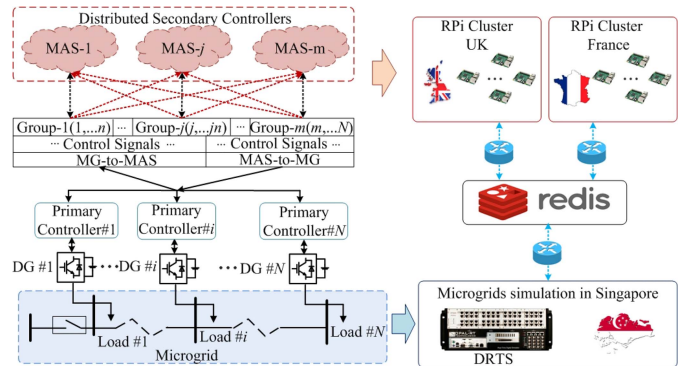 Distributed Secondary Controllers
MAS-1
MAS-j
MAS-m
Group-1(1,...n)
...
Group-j(j,...jn)
...
Group-m(m,...N)
... Control Signals ...
... Control Signals ...
MG-to-MAS
MAS-to-MG
Primary
Controller#1
Primary
Controller#i
Primary
Controller#N
DG #1
...
DG #i
...
DG #N
Load #1
Load #i
Load #N
Microgrid
RPi Cluster
UK
...
RPi Cluster
France
...
redis
Microgrids simulation in Singapore
DRTS